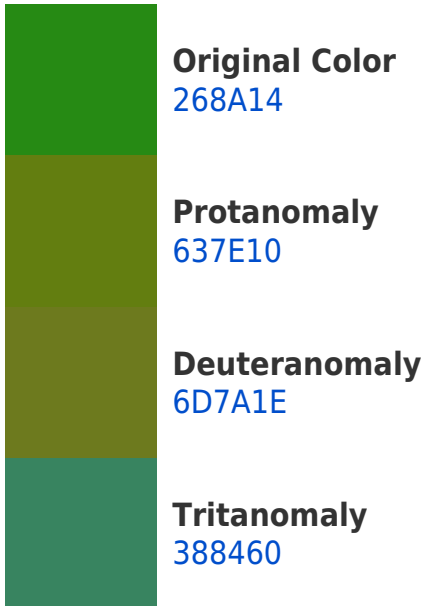 Original Color
268A14
Protanomaly
637E10
Deuteranomaly
6D7A1E
Tritanomaly
388460